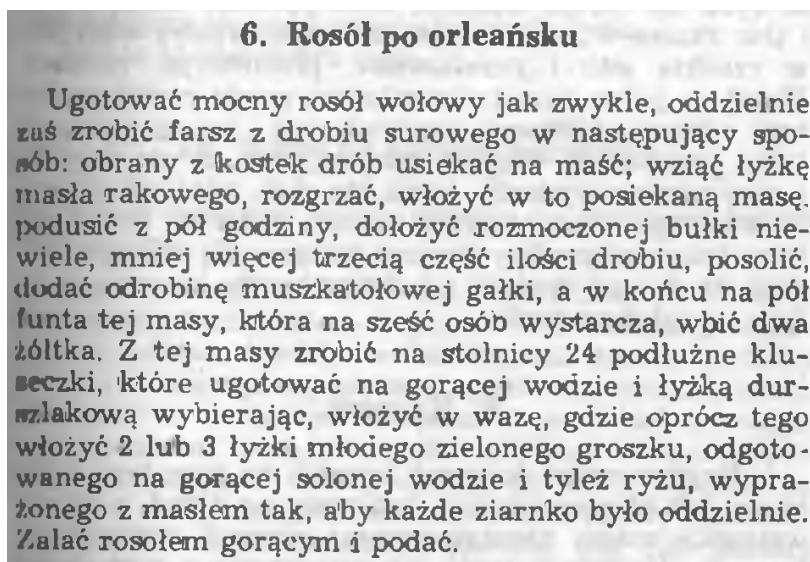 6. Rosół po orleańsku
Ugotować mocny rosół wołowy jak zwykle, oddzielnie
zaś zrobić farsz z drobiu surowego w następujący spo-
sób: obrany z kostek drób usiekać na maść; wziąć łyżkę
masła rakowego, rozgrzać, włożyć w to posiekaną masę.
podusić z pół godziny, dołożyć rozmoczonej bułki nie-
wiele, mniej więcej trzecią część ilości drobiu, posolić,
dodać odrobinę muszkatołowej gałki, a w końcu na pół
funta tej masy, która na sześć osób wystarcza, wbić dwa
żółtka. Z tej masy zrobić na stolnicy 24 podłużne klu-
seczki, które ugotować na gorącej wodzie i łyżką dur-
szlakową wybierając, włożyć w wazę, gdzie oprócz tego
włożyć 2 lub 3 łyżki młodego zielonego groszku, odgoto-
wanego na gorącej solonej wodzie i tyleż ryżu, wypra-
żonego z masłem tak, aby każde ziarnko było oddzielnie.
Zalać rosołem gorącym i podać.